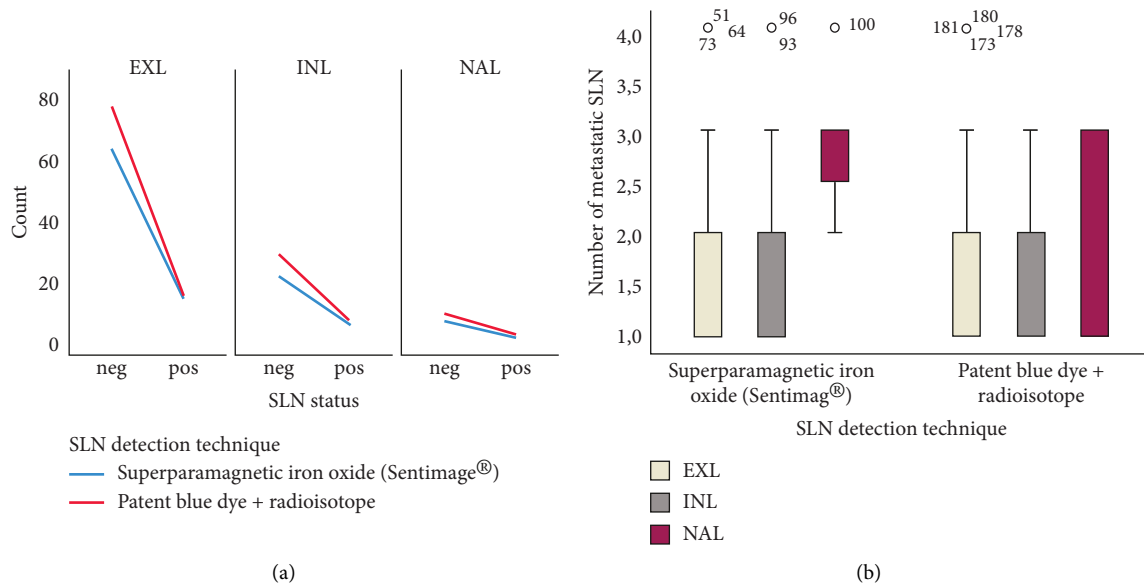 EXL
INL
NAL
Count
80
60
40
20
0
neg
pos
neg
pos
neg
pos
SLN status
SLN detection technique
Superparamagnetic iron oxide (Sentimage®)
Patent blue dye + radioisotope
(a)
Number of metastatic SLN
4,0
3,5
3,0
2,5
2,0
1,5
1,0
51
64
73
96
93
100
180
181
178
173
Superparamagnetic iron
oxide (Sentimag®)
Patent blue dye +
radioisotope
SLN detection technique
EXL
INL
NAL
(b)